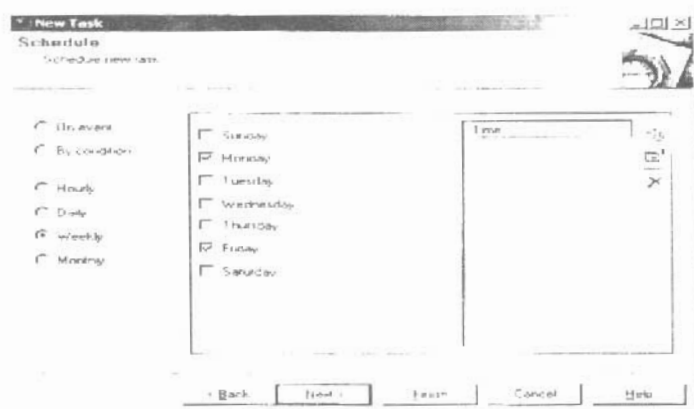 New Task
Schedule
Schedule new task
On event
By condition
Hourly
Daily
Weekly
Monthly
Sunday
Monday
Tuesday
Wednesday
Thursday
Friday
Saturday
Time
< Back
Next >
Finish
Cancel
Help